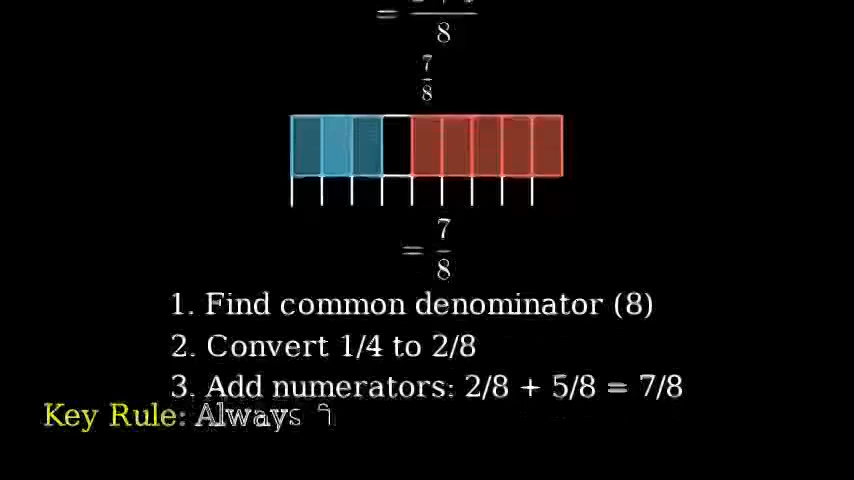 8
7/8
= 7/8
1. Find common denominator (8)
2. Convert 1/4 to 2/8
3. Add numerators: 2/8 + 5/8 = 7/8
Key Rule: Always